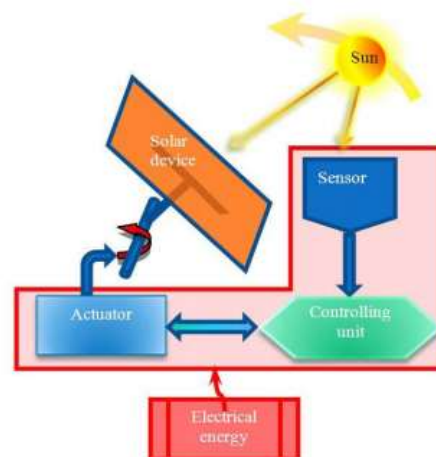 Sun
Solar
device
Sensor
Actuator
Controlling
unit
Electrical
energy